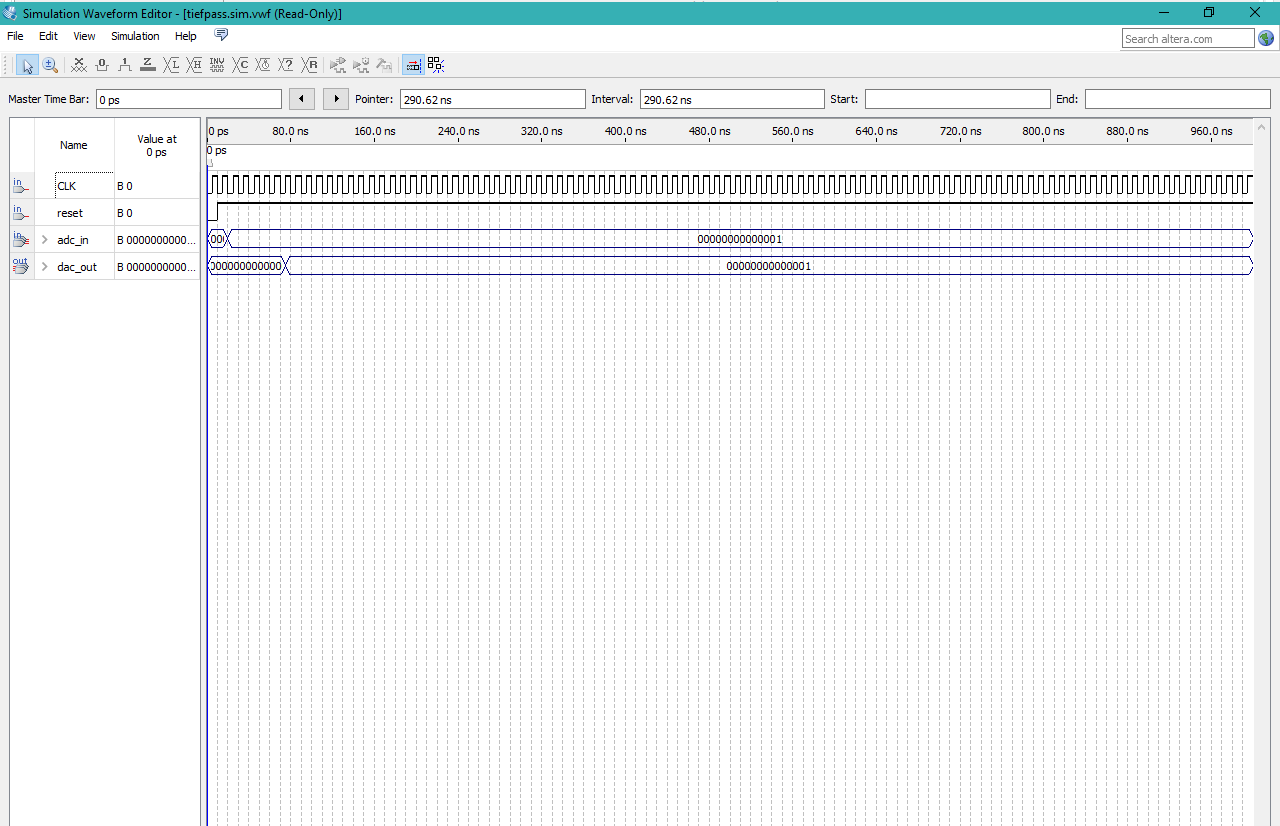 Simulation Waveform Editor - [tiefpass.sim.vwf (Read-Only)]
File Edit View Simulation Help
Search altera.com
Master Time Bar: 0 ps Pointer: 290.62 ns Interval: 290.62 ns Start: End:
Name Value at 0 ps
0 ps 80.0 ns 160.0 ns 240.0 ns 320.0 ns 400.0 ns 480.0 ns 560.0 ns 640.0 ns 720.0 ns 800.0 ns 880.0 ns 960.0 ns
0 ps
in CLK B 0
in reset B 0
in adc_in B 0000000000... 00000000000001
out dac_out B 0000000000... 000000000000 00000000000001